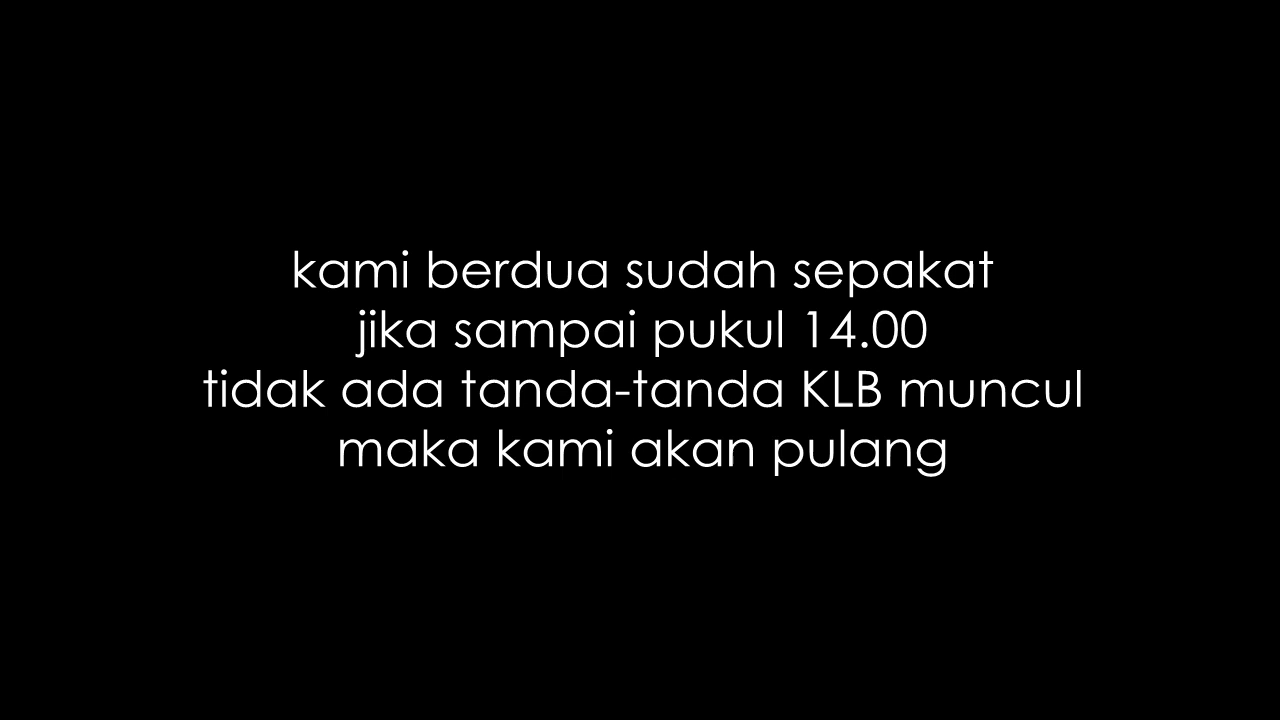 kami berdua sudah sepakat
jika sampai pukul 14.00
tidak ada tanda-tanda KLB muncul
maka kami akan pulang